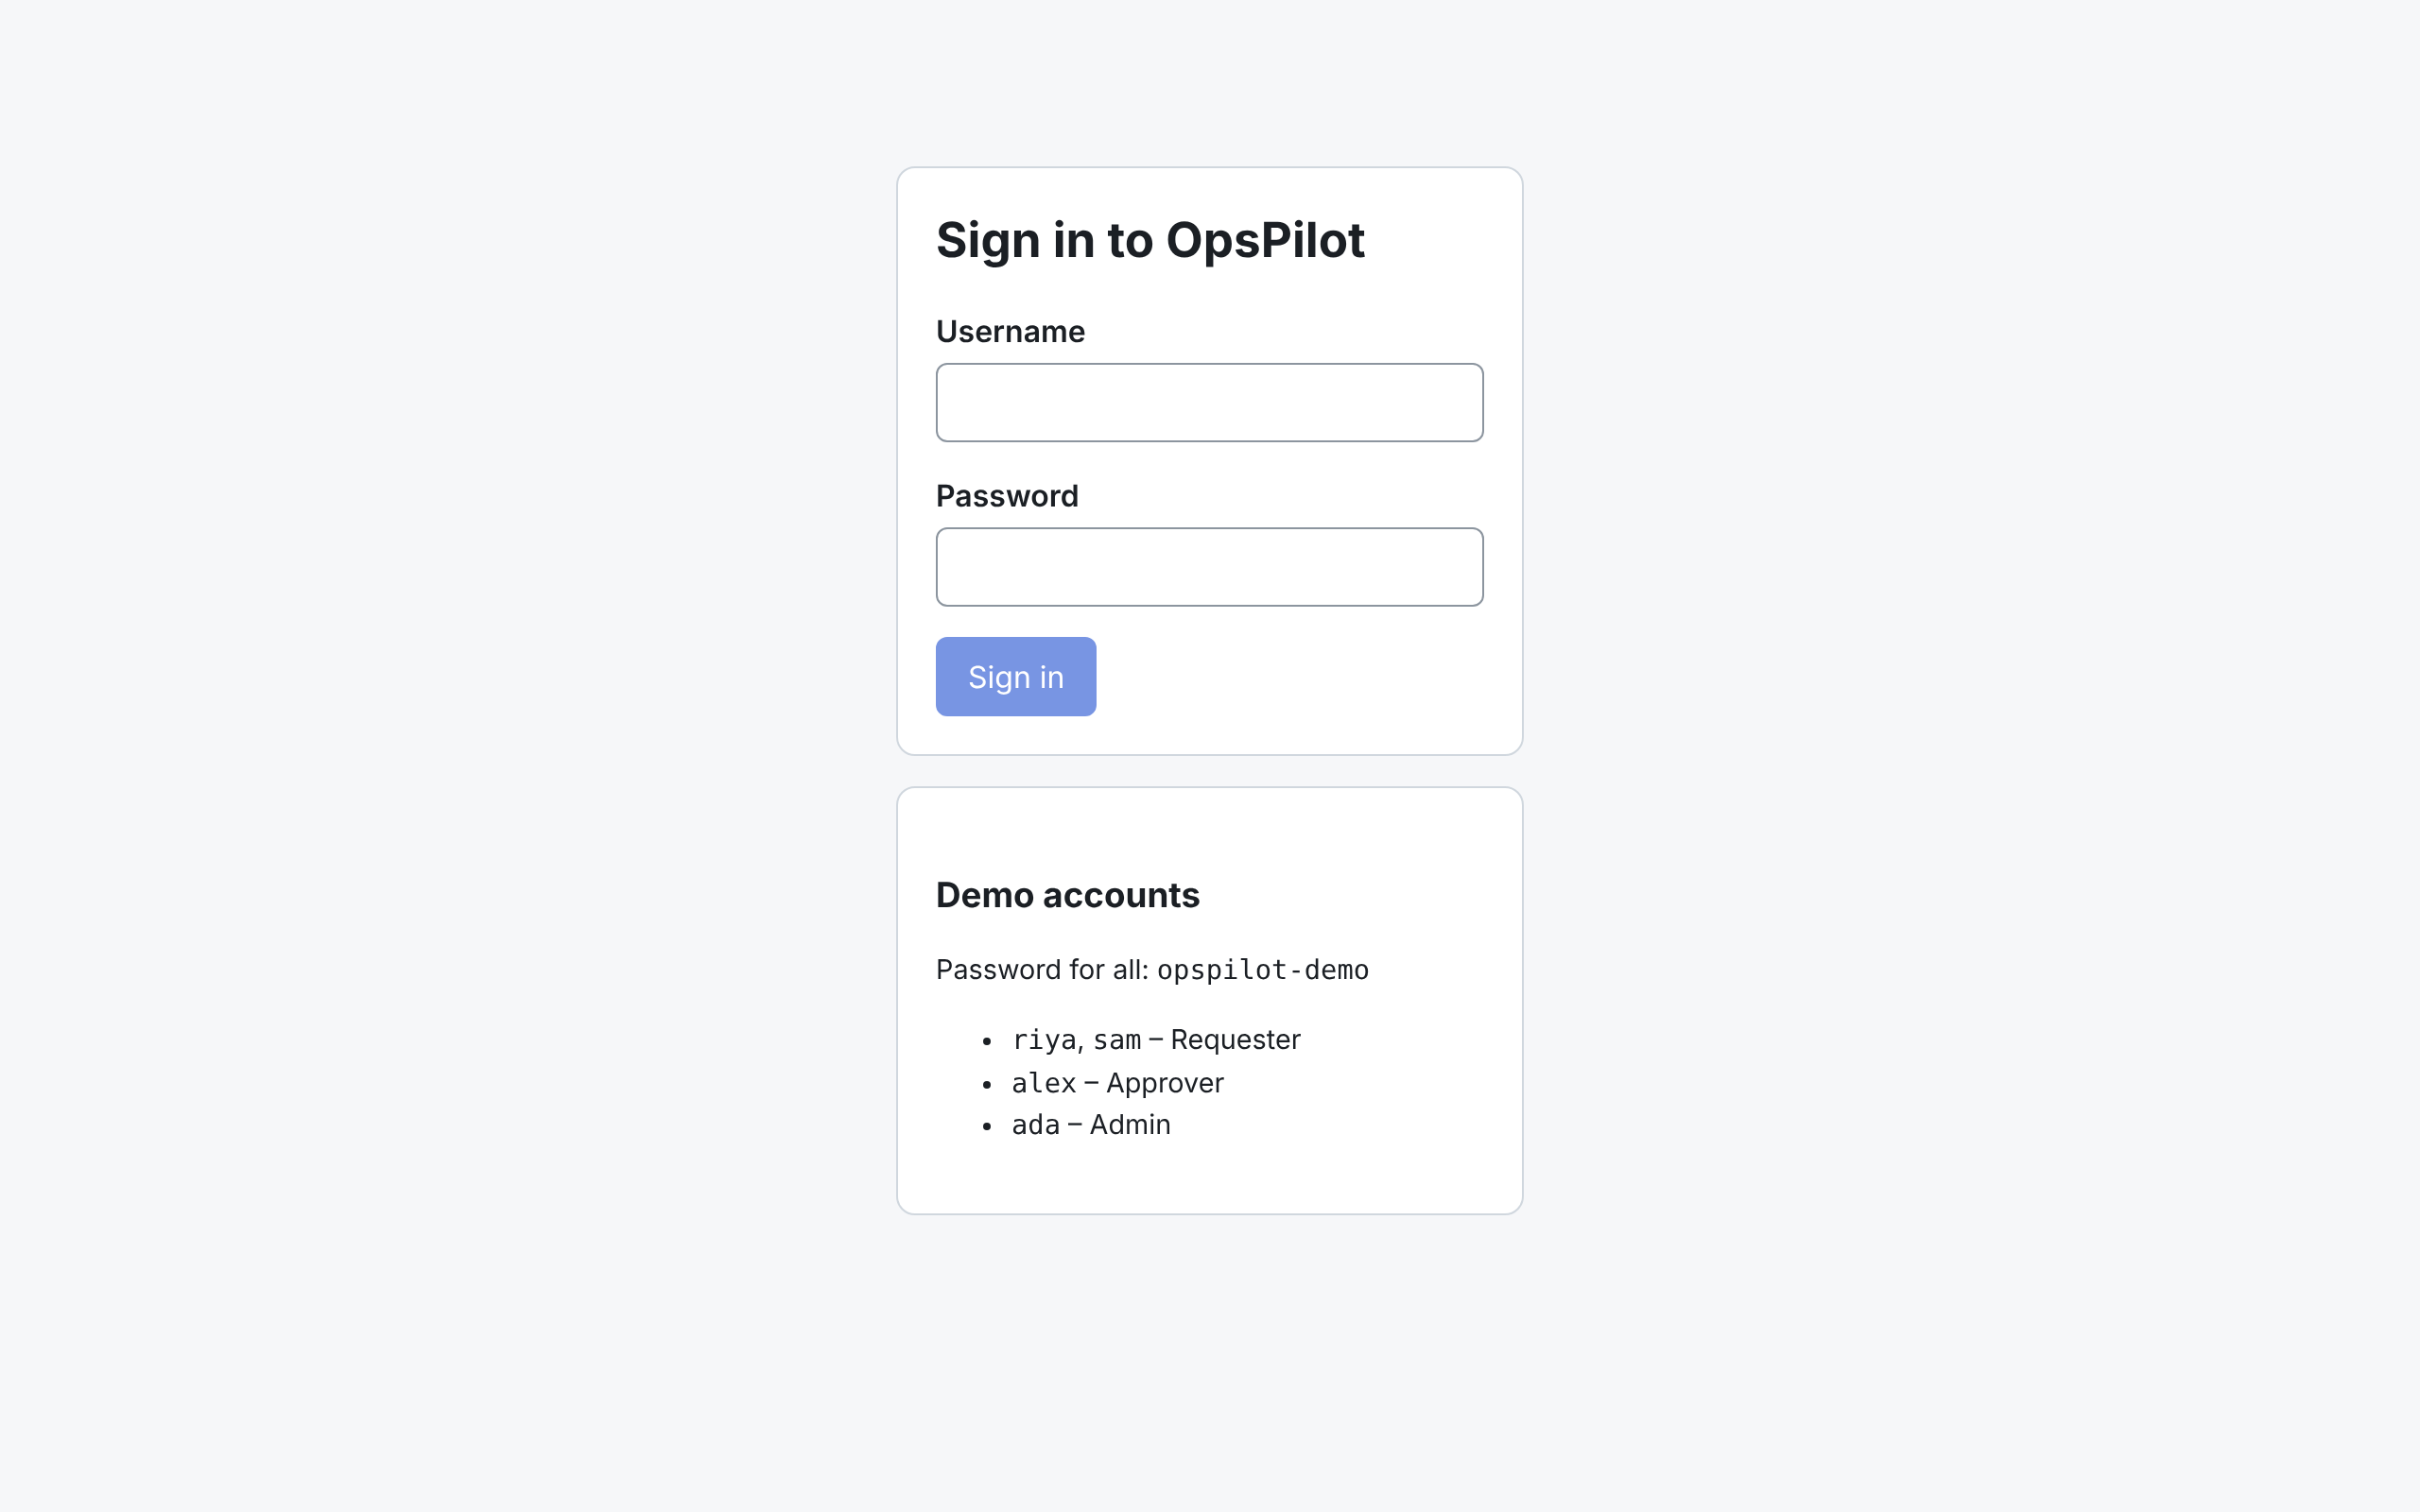 Sign in to OpsPilot
Username
Password
Sign in
Demo accounts
Password for all: opspilot-demo
• riya, sam – Requester
• alex – Approver
• ada – Admin